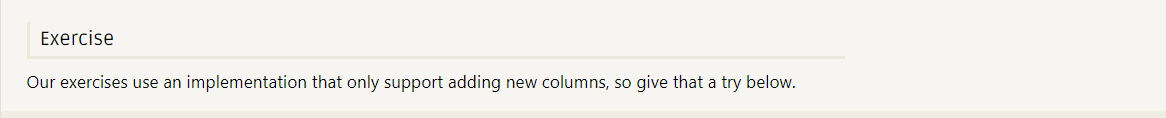 Exercise
Our exercises use an implementation that only support adding new columns, so give that a try below.